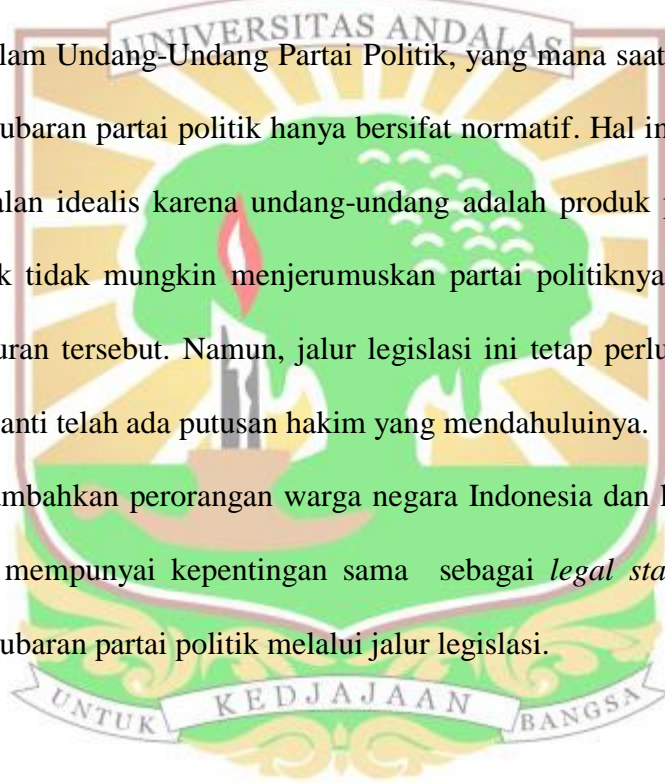 UNIVERSITAS ANDALAS
lam Undang-Undang Partai Politik, yang mana saat
ubaran partai politik hanya bersifat normatif. Hal in
alan idealis karena undang-undang adalah produk p
k tidak mungkin menjerumuskan partai politiknya
uran tersebut. Namun, jalur legislasi ini tetap perlu
anti telah ada putusan hakim yang mendahuluinya.
mbahkan perorangan warga negara Indonesia dan k
mempunyai kepentingan sama sebagai legal sta
ubaran partai politik melalui jalur legislasi.
UNTUK KEDJAJAAN BANGSA